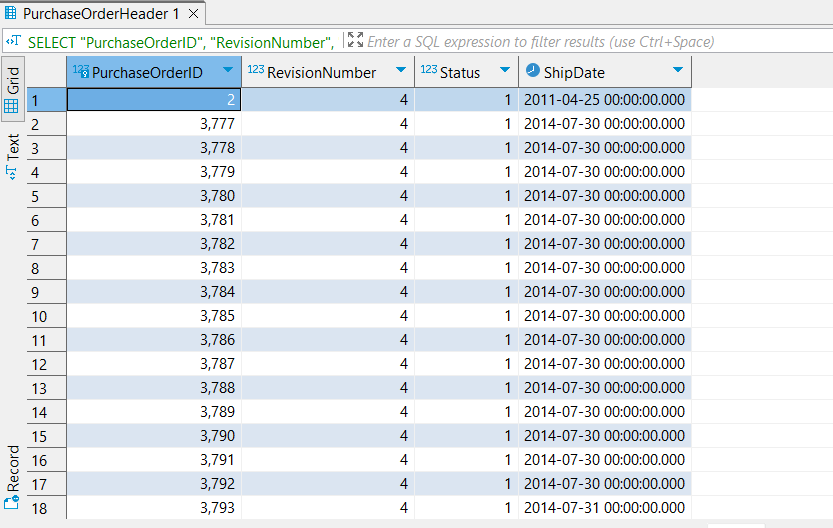 PurchaseOrderHeader 1
SELECT "PurchaseOrderID", "RevisionNumber", Enter a SQL expression to filter results (use Ctrl+Space)
Grid
Text
Record
123 PurchaseOrderID 123 RevisionNumber 123 Status ShipDate
1 2 4 1 2011-04-25 00:00:00.000
2 3,777 4 1 2014-07-30 00:00:00.000
3 3,778 4 1 2014-07-30 00:00:00.000
4 3,779 4 1 2014-07-30 00:00:00.000
5 3,780 4 1 2014-07-30 00:00:00.000
6 3,781 4 1 2014-07-30 00:00:00.000
7 3,782 4 1 2014-07-30 00:00:00.000
8 3,783 4 1 2014-07-30 00:00:00.000
9 3,784 4 1 2014-07-30 00:00:00.000
10 3,785 4 1 2014-07-30 00:00:00.000
11 3,786 4 1 2014-07-30 00:00:00.000
12 3,787 4 1 2014-07-30 00:00:00.000
13 3,788 4 1 2014-07-30 00:00:00.000
14 3,789 4 1 2014-07-30 00:00:00.000
15 3,790 4 1 2014-07-30 00:00:00.000
16 3,791 4 1 2014-07-30 00:00:00.000
17 3,792 4 1 2014-07-30 00:00:00.000
18 3,793 4 1 2014-07-31 00:00:00.000